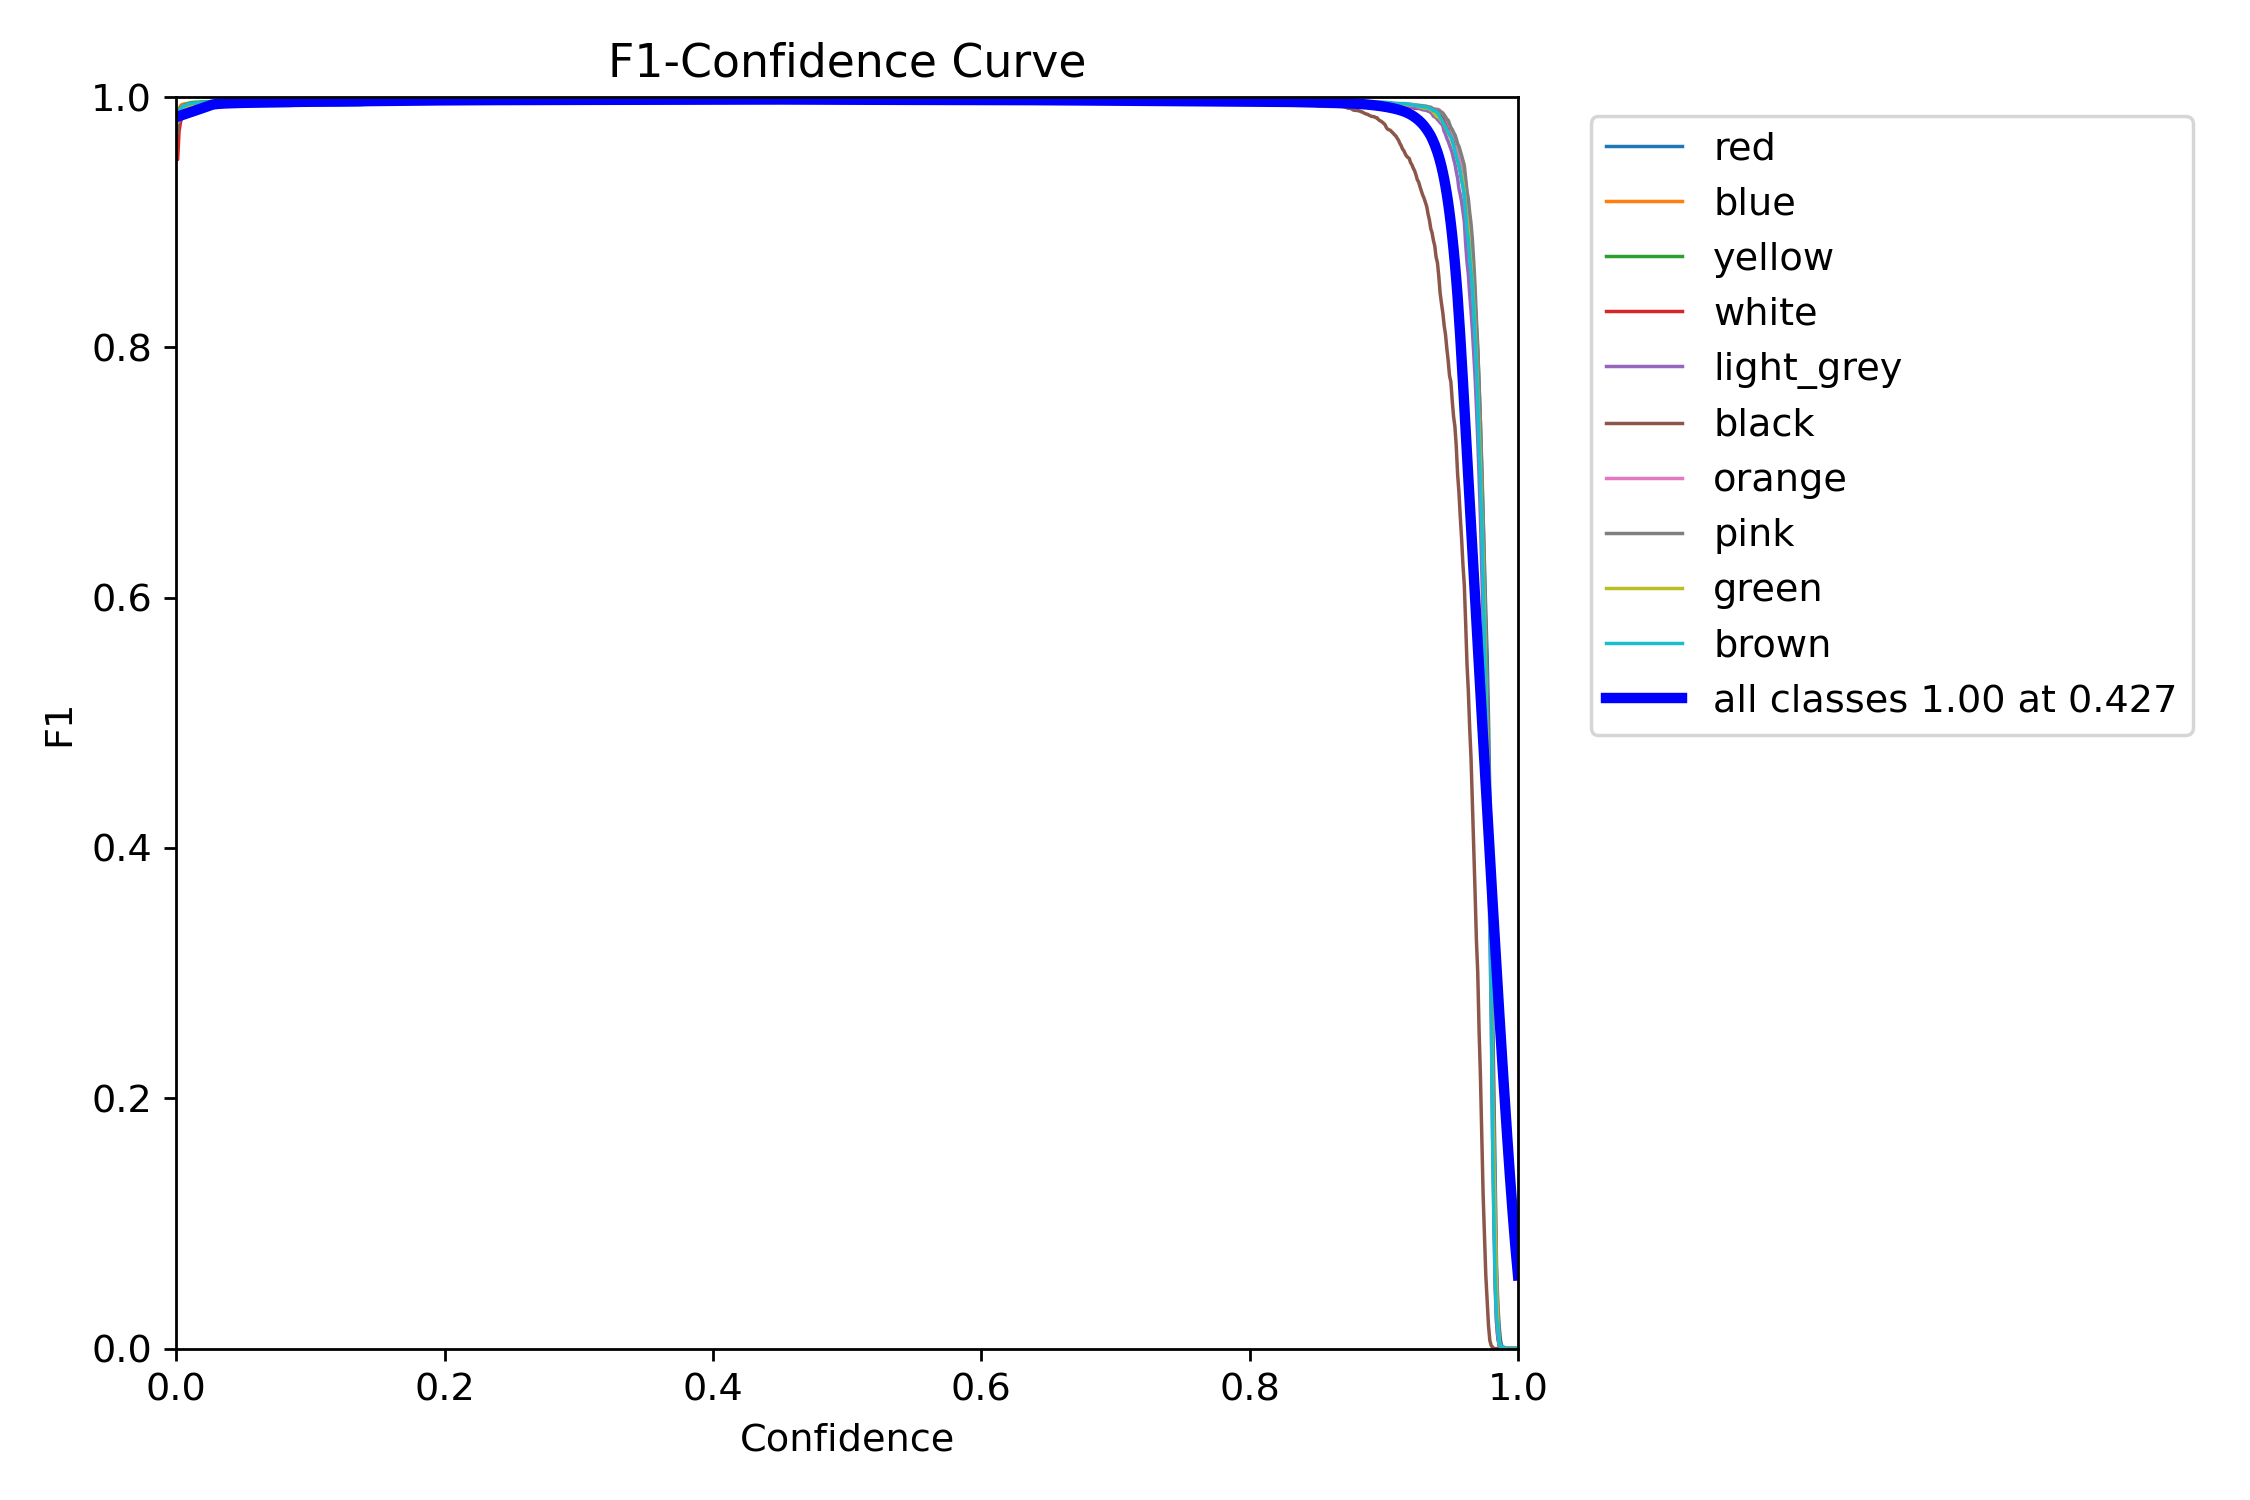 F1-Confidence Curve
1.0
0.8
0.6
0.4
0.2
0.0
F1
0.0 0.2 0.4 0.6 0.8 1.0
Confidence
red
blue
yellow
white
light_grey
black
orange
pink
green
brown
all classes 1.00 at 0.427